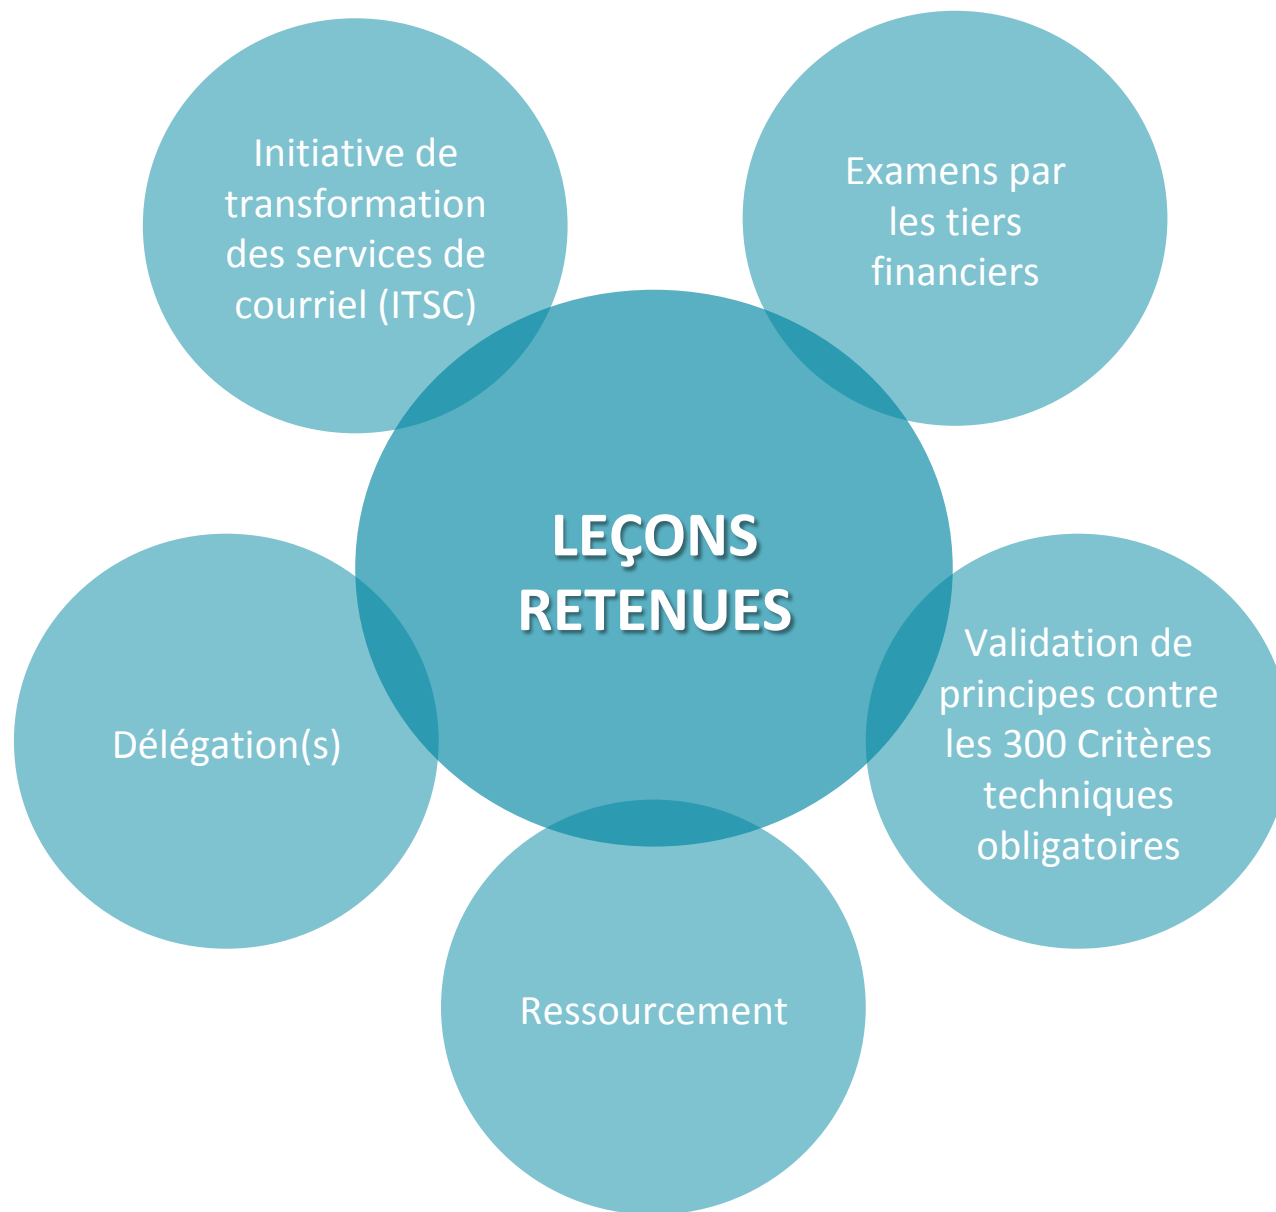 Initiative de
transformation
des services de
courriel (ITSC)
Examens par
les tiers
financiers
LEÇONS
RETENUES
Validation de
principes contre
les 300 Critères
techniques
obligatoires
Délégation(s)
Ressourcement